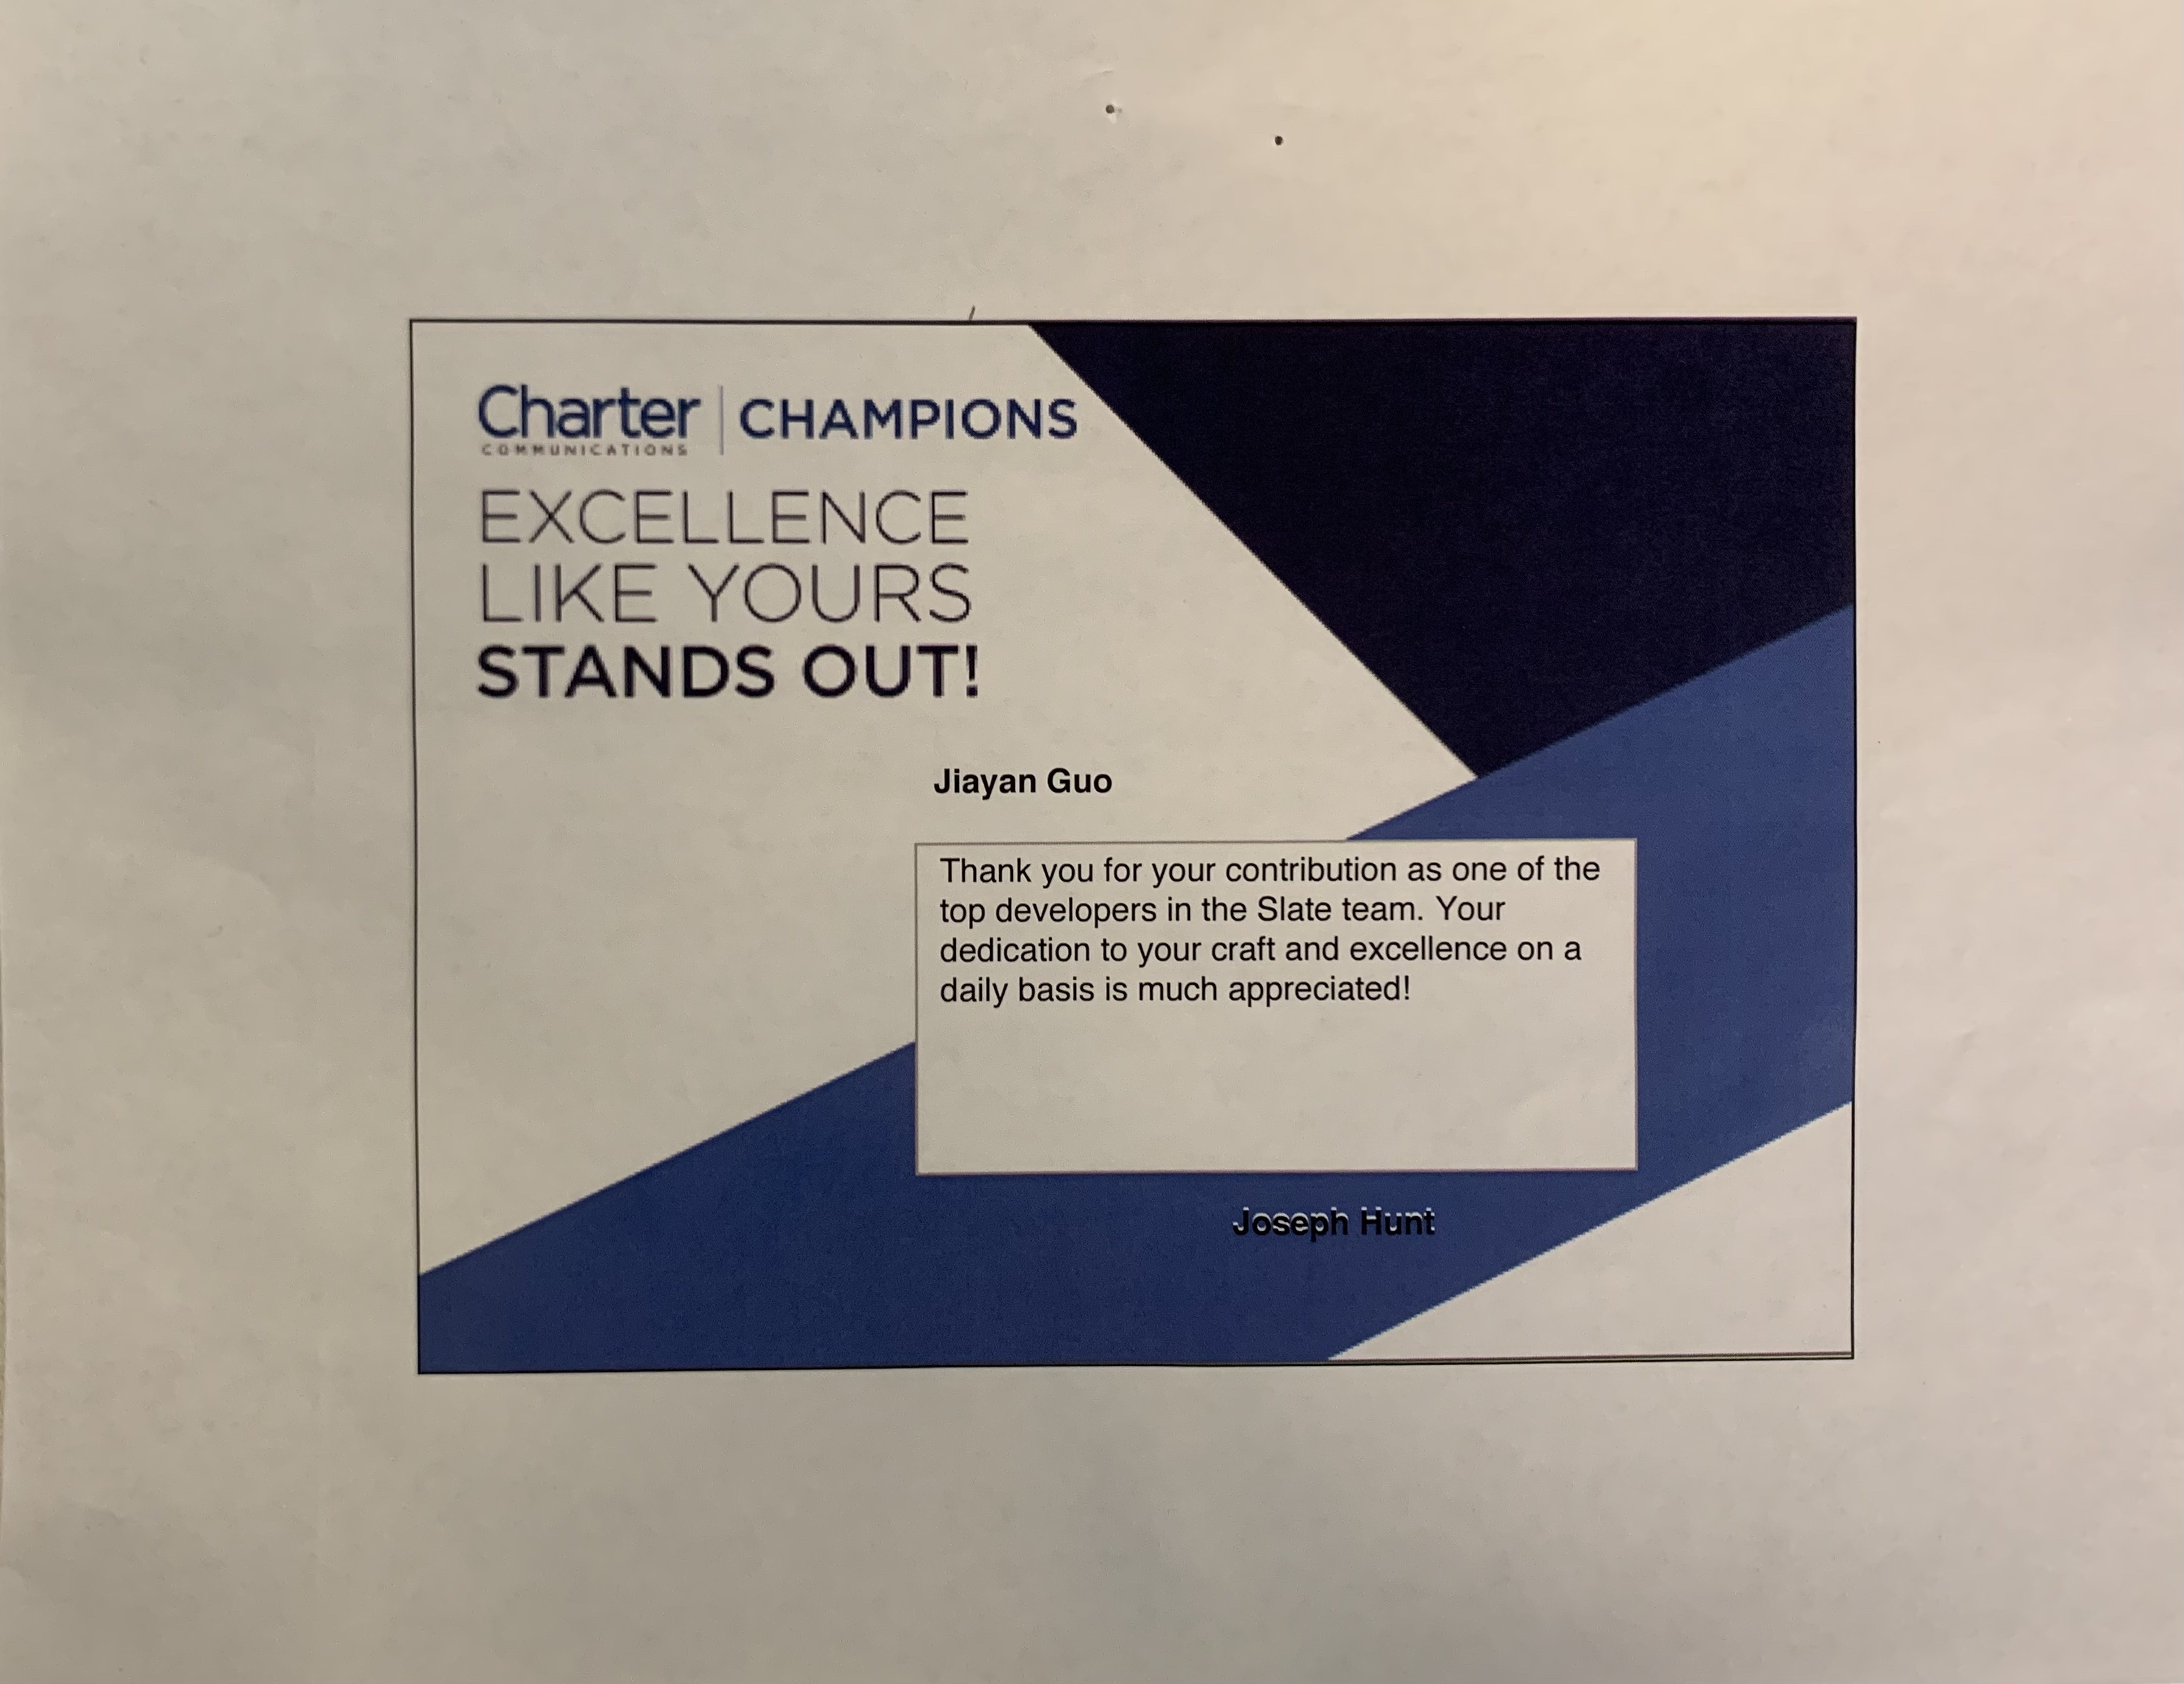 Charter | CHAMPIONS
COMMUNICATIONS
EXCELLENCE
LIKE YOURS
STANDS OUT!
Jiayan Guo
Thank you for your contribution as one of the
top developers in the Slate team. Your
dedication to your craft and excellence on a
daily basis is much appreciated!
Joseph Hunt